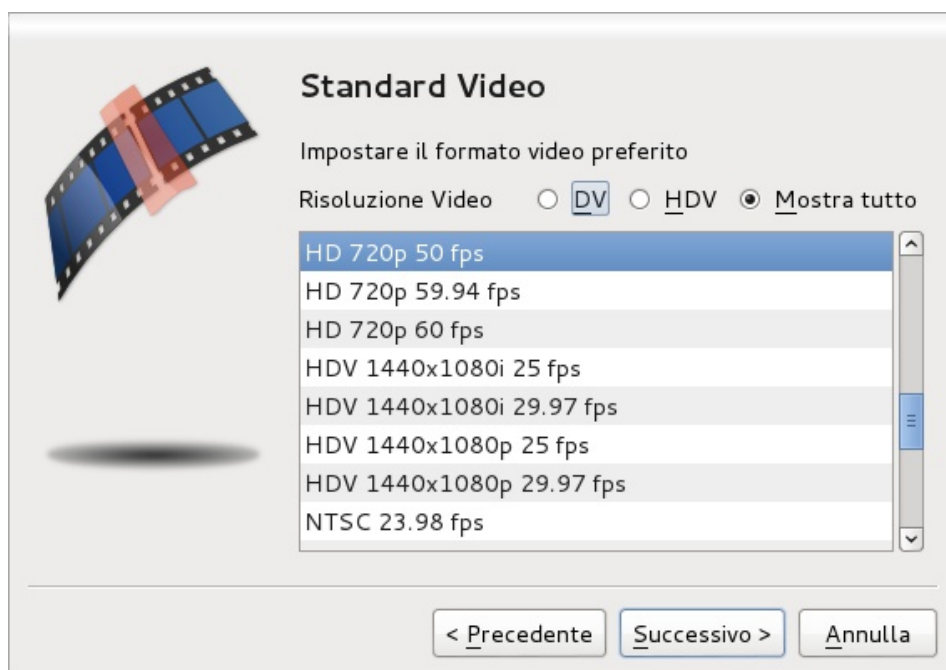 Standard Video
Impostare il formato video preferito
Risoluzione Video DV HDV Mostra tutto
HD 720p 50 fps
HD 720p 59.94 fps
HD 720p 60 fps
HDV 1440x1080i 25 fps
HDV 1440x1080i 29.97 fps
HDV 1440x1080p 25 fps
HDV 1440x1080p 29.97 fps
NTSC 23.98 fps
< Precedente Successivo > Annulla